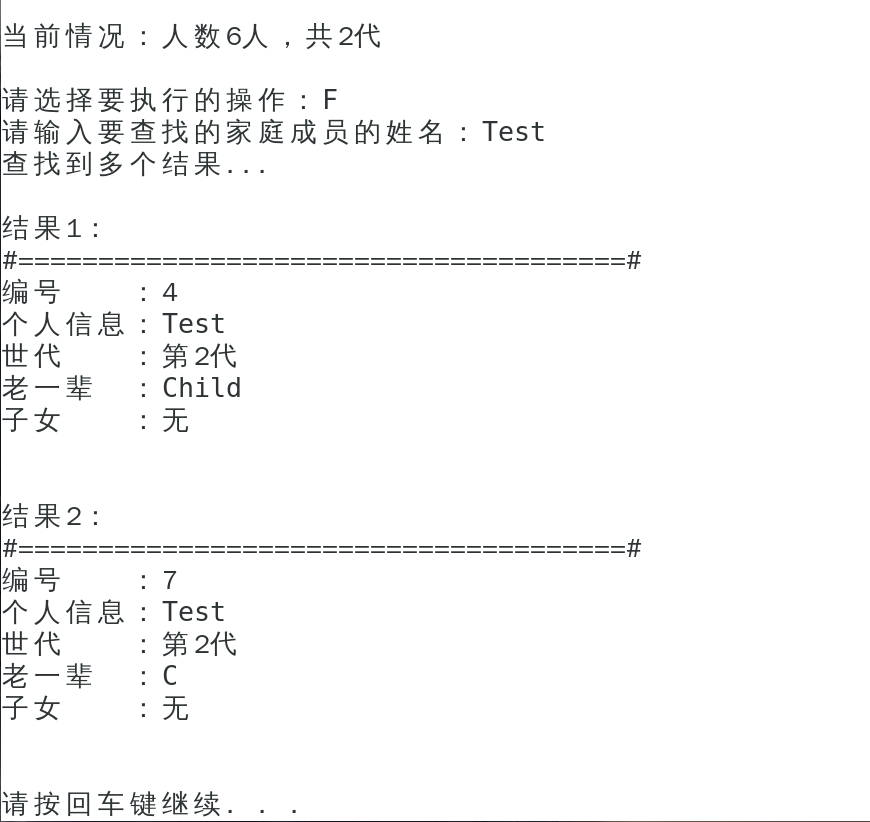 当前情况：人数6人，共2代
请选择要执行的操作：F
请输入要查找的家庭成员的姓名：Test
查找到多个结果...
结果1：
#======================================#
编号　　：4
个人信息：Test
世代　　：第2代
老一辈　：Child
子女　　：无
结果2：
#======================================#
编号　　：7
个人信息：Test
世代　　：第2代
老一辈　：C
子女　　：无
请按回车键继续. . .